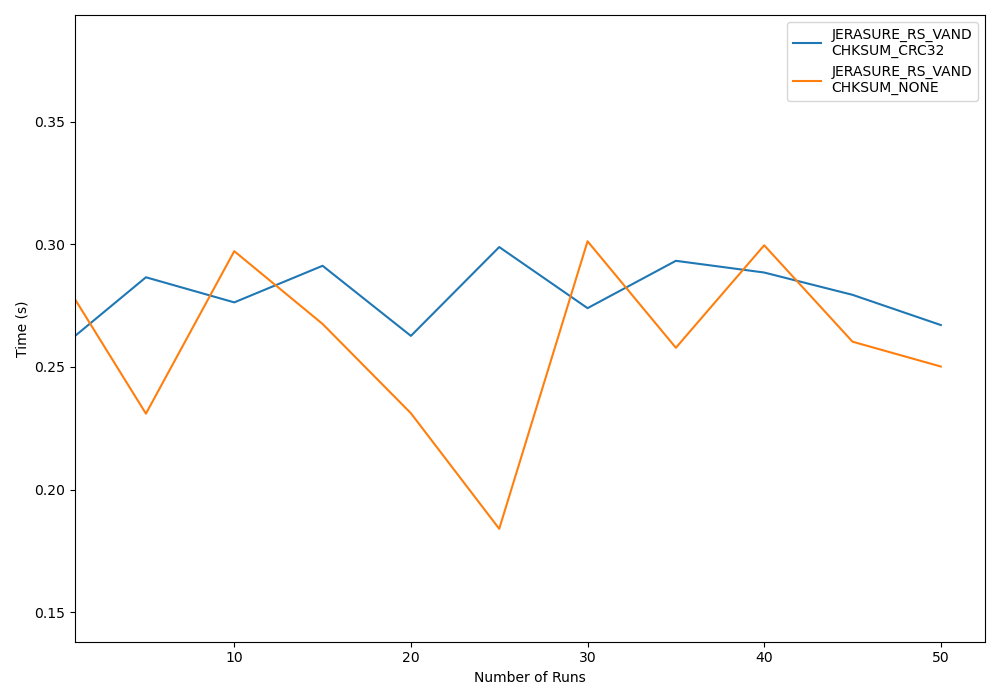 JERASURE_RS_VAND
CHKSUM_CRC32
JERASURE_RS_VAND
CHKSUM_NONE
0.35
0.30
0.25
0.20
0.15
Time (s)
10
20
30
40
50
Number of Runs